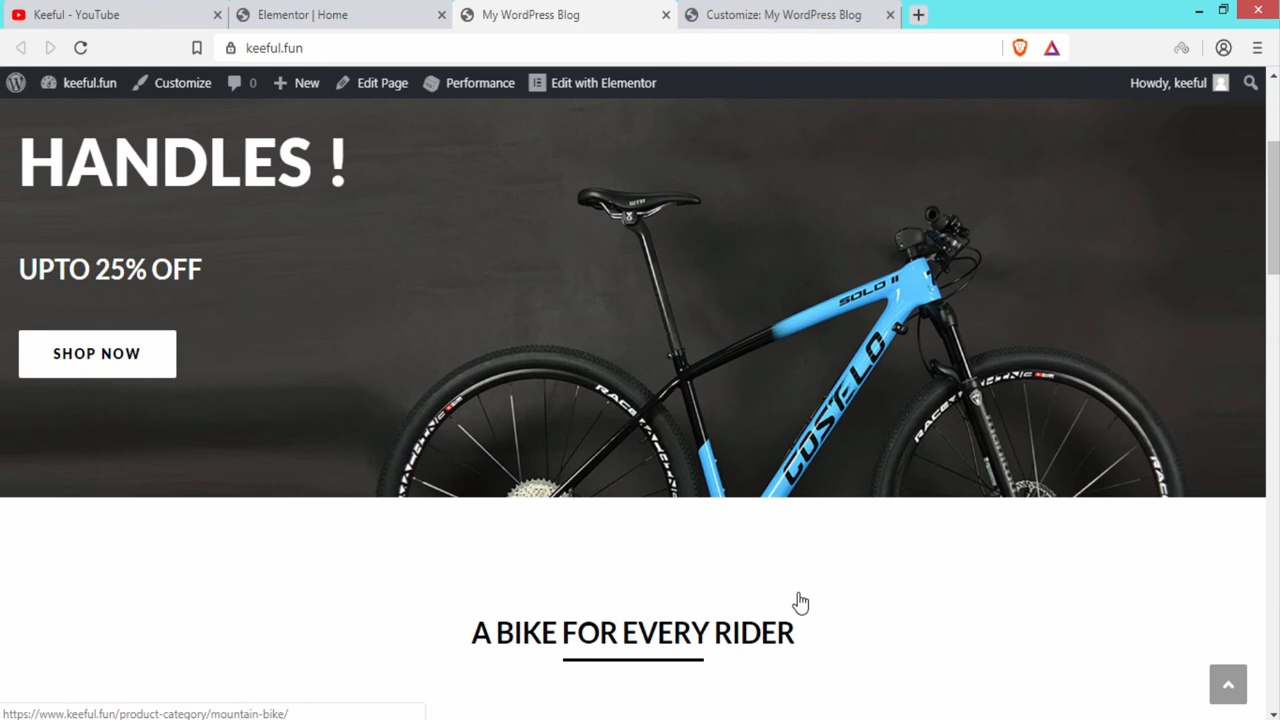 Keeful - YouTube
Elementor | Home
My WordPress Blog
Customize: My WordPress Blog
keeful.fun
keeful.fun
Customize
0
New
Edit Page
Performance
Edit with Elementor
Howdy, keeful
HANDLES !
UPTO 25% OFF
SHOP NOW
SOLO II
COSTELO
RACE
RACE
A BIKE FOR EVERY RIDER
https://www.keeful.fun/product-category/mountain-bike/